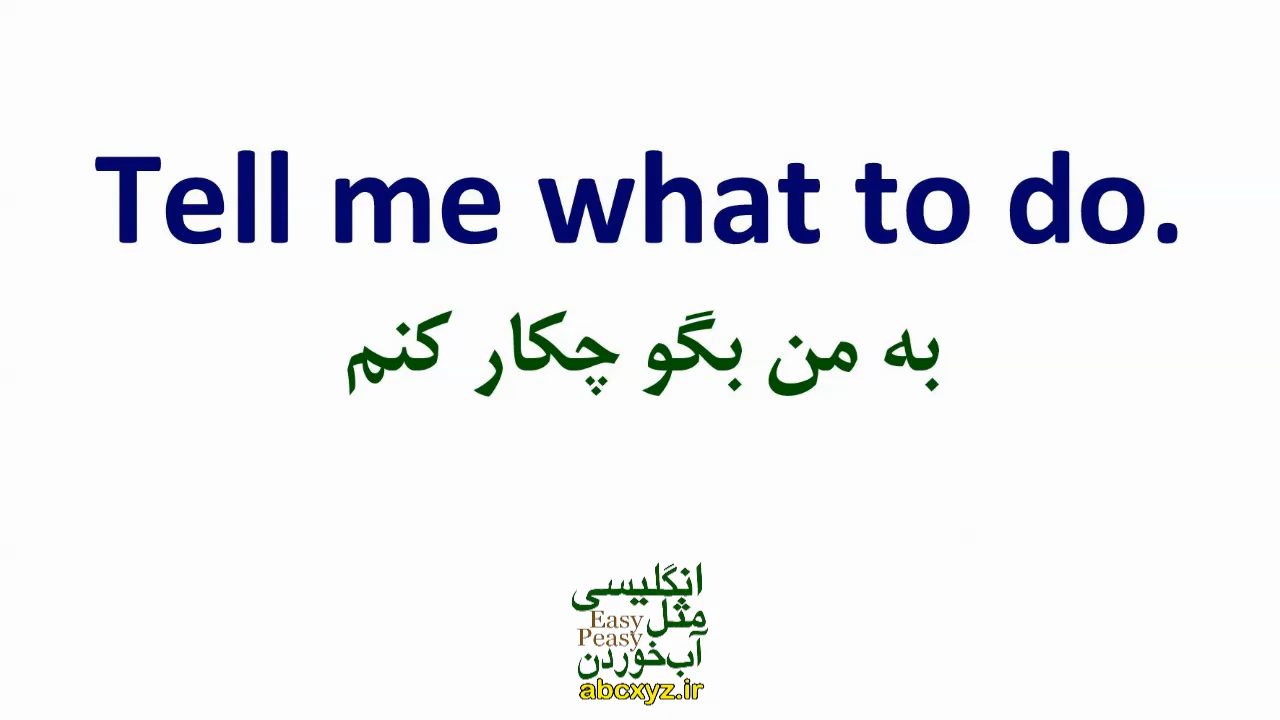 Tell me what to do.
به من بگو چکار کنم
انگلیسی
مثل
Easy
Peasy
آب‌خوردن
abcxyz.ir